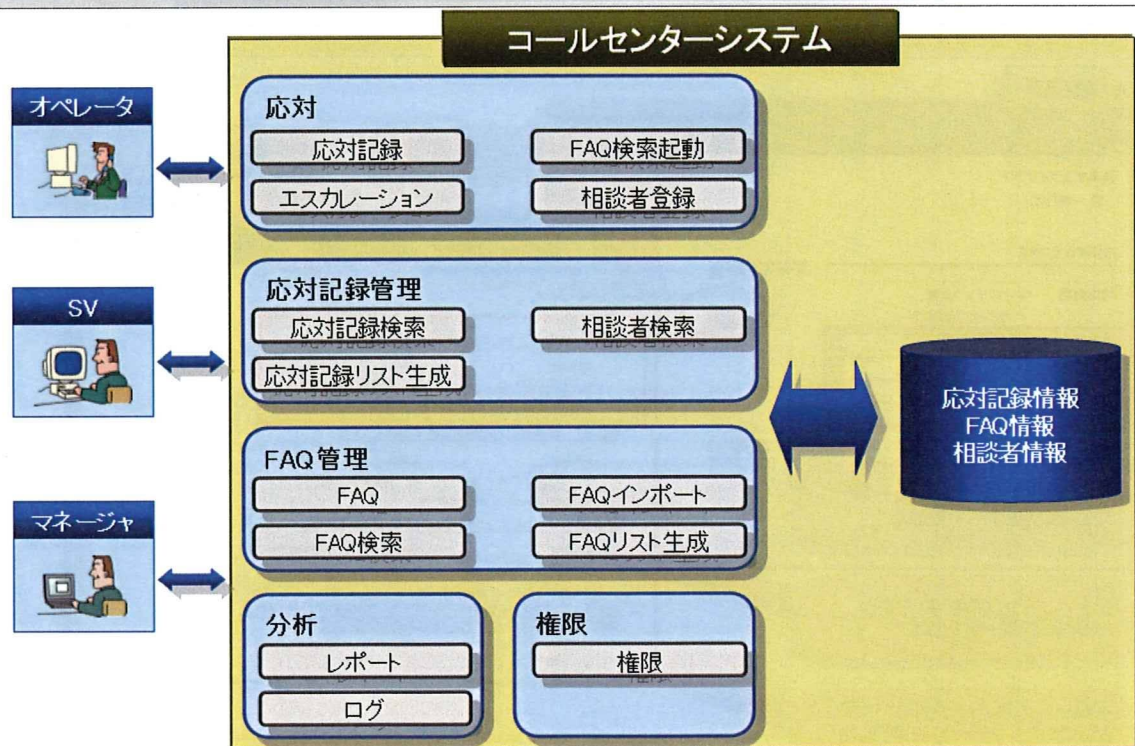 コールセンターシステム
オペレータ
応対
応対記録
FAQ検索起動
エスカレーション
相談者登録
SV
応対記録管理
応対記録検索
相談者検索
応対記録リスト生成
応対記録情報
FAQ情報
相談者情報
FAQ管理
FAQ
FAQインポート
FAQ検索
FAQリスト生成
マネージャ
分析
レポート
ログ
権限
権限